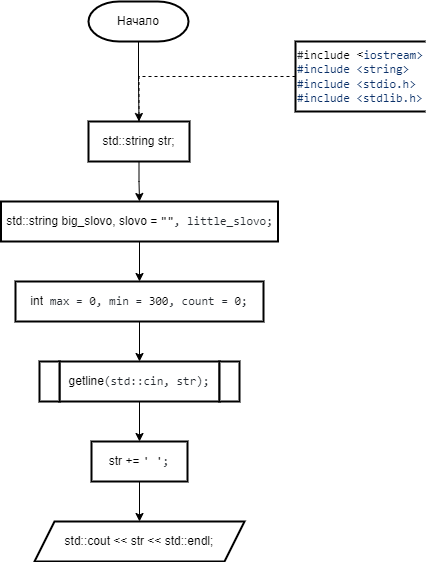 Начало
#include <iostream>
#include <string>
#include <stdio.h>
#include <stdlib.h>
std::string str;
std::string big_slovo, slovo = "", little_slovo;
int max = 0, min = 300, count = 0;
getline(std::cin, str);
str += ' ';
std::cout << str << std::endl;